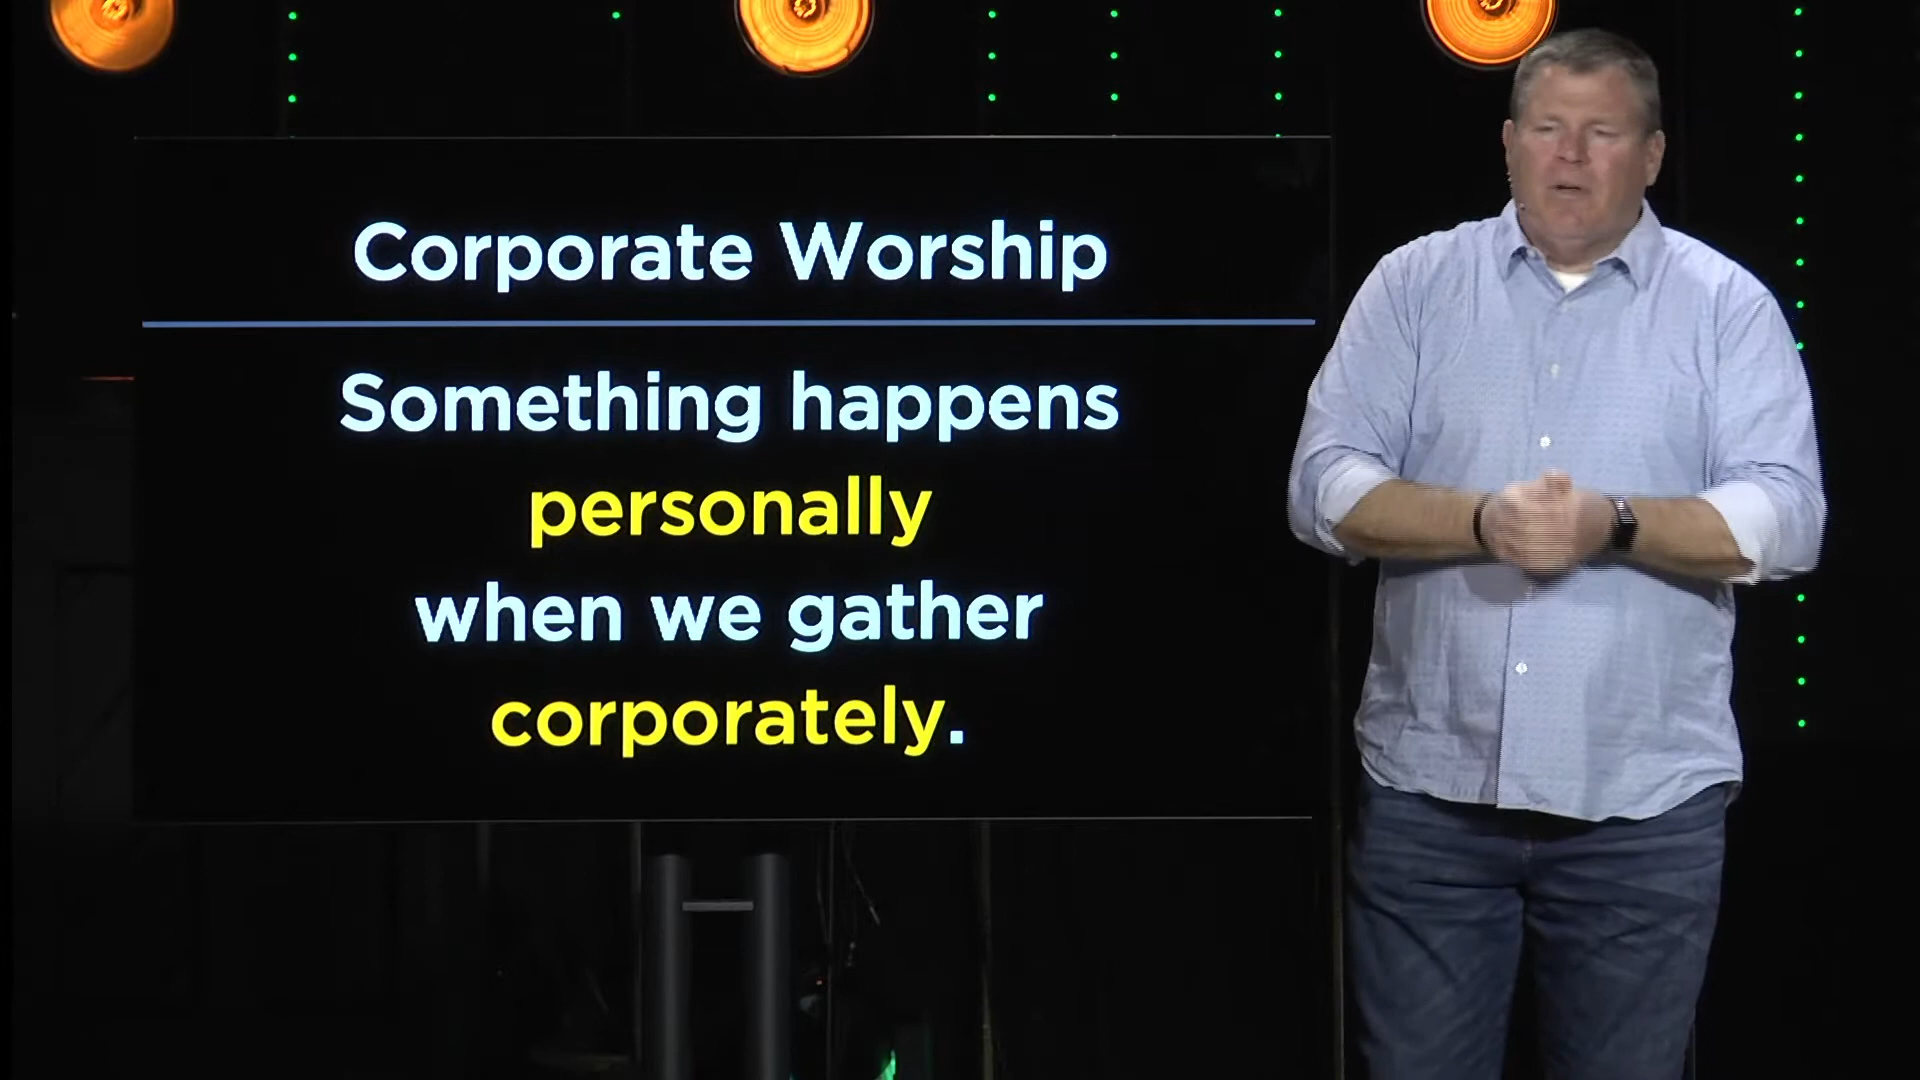 Corporate Worship
Something happens
personally
when we gather
corporately.